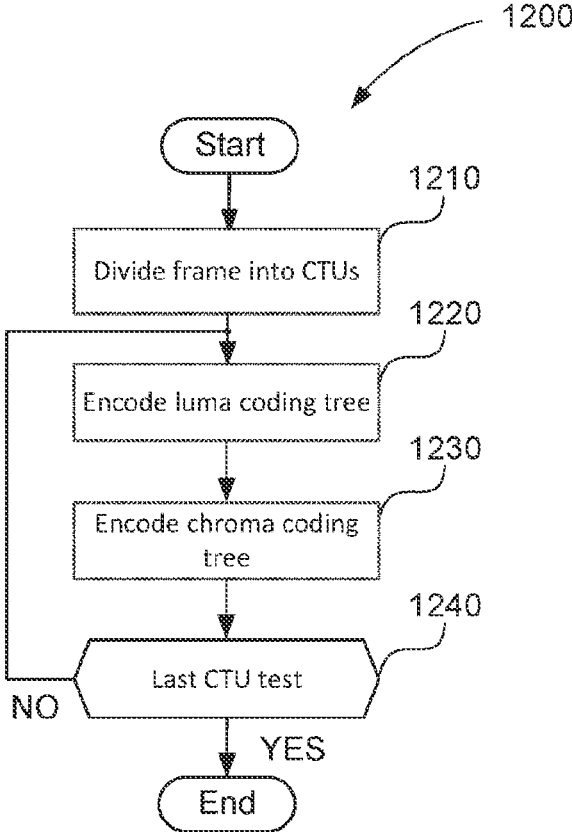 1200
Start
1210
Divide frame into CTUs
1220
Encode luma coding tree
1230
Encode chroma coding
tree
1240
Last CTU test
NO
YES
End